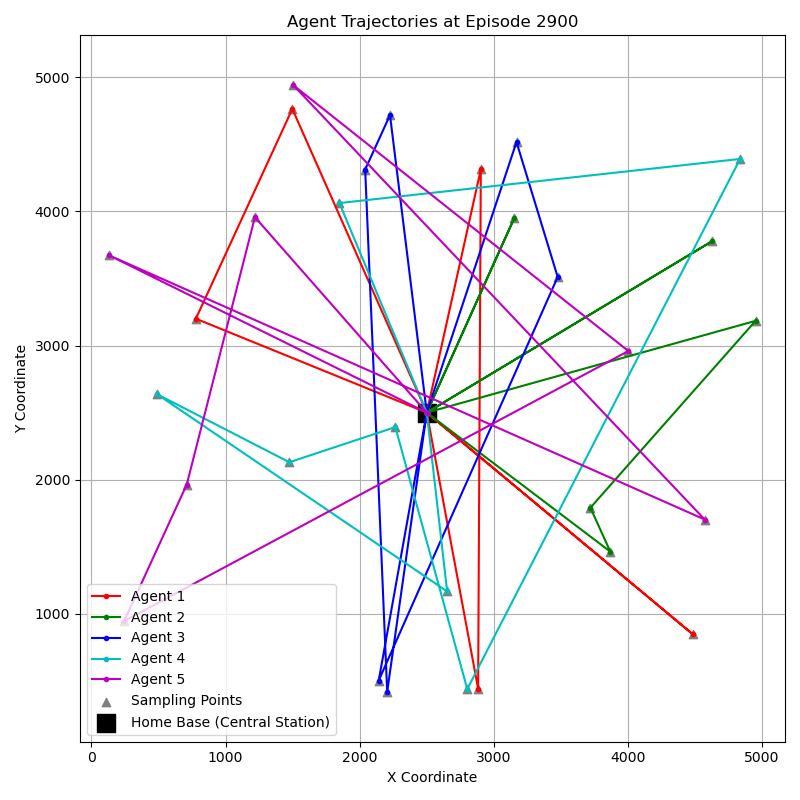 Agent Trajectories at Episode 2900
5000
4000
3000
2000
1000
Y Coordinate
Agent 1
Agent 2
Agent 3
Agent 4
Agent 5
Sampling Points
Home Base (Central Station)
0
1000
2000
3000
4000
5000
X Coordinate